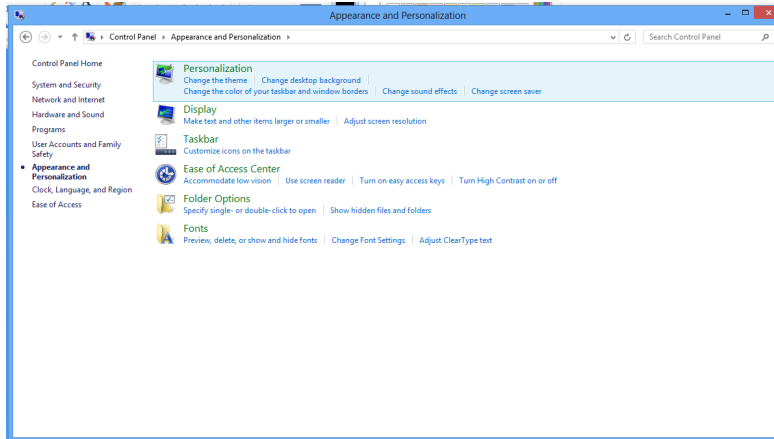 Appearance and Personalization
Control Panel Appearance and Personalization
Search Control Panel
Control Panel Home
System and Security
Network and Internet
Hardware and Sound
Programs
User Accounts and Family
Safety
Appearance and
Personalization
Clock, Language, and Region
Ease of Access
Personalization
Change the theme Change desktop background
Change the color of your taskbar and window borders Change sound effects Change screen saver
Display
Make text and other items larger or smaller Adjust screen resolution
Taskbar
Customize icons on the taskbar
Ease of Access Center
Accommodate low vision Use screen reader Turn on easy access keys Turn High Contrast on or off
Folder Options
Specify single- or double-click to open Show hidden files and folders
Fonts
Preview, delete, or show and hide fonts Change Font Settings Adjust ClearType text